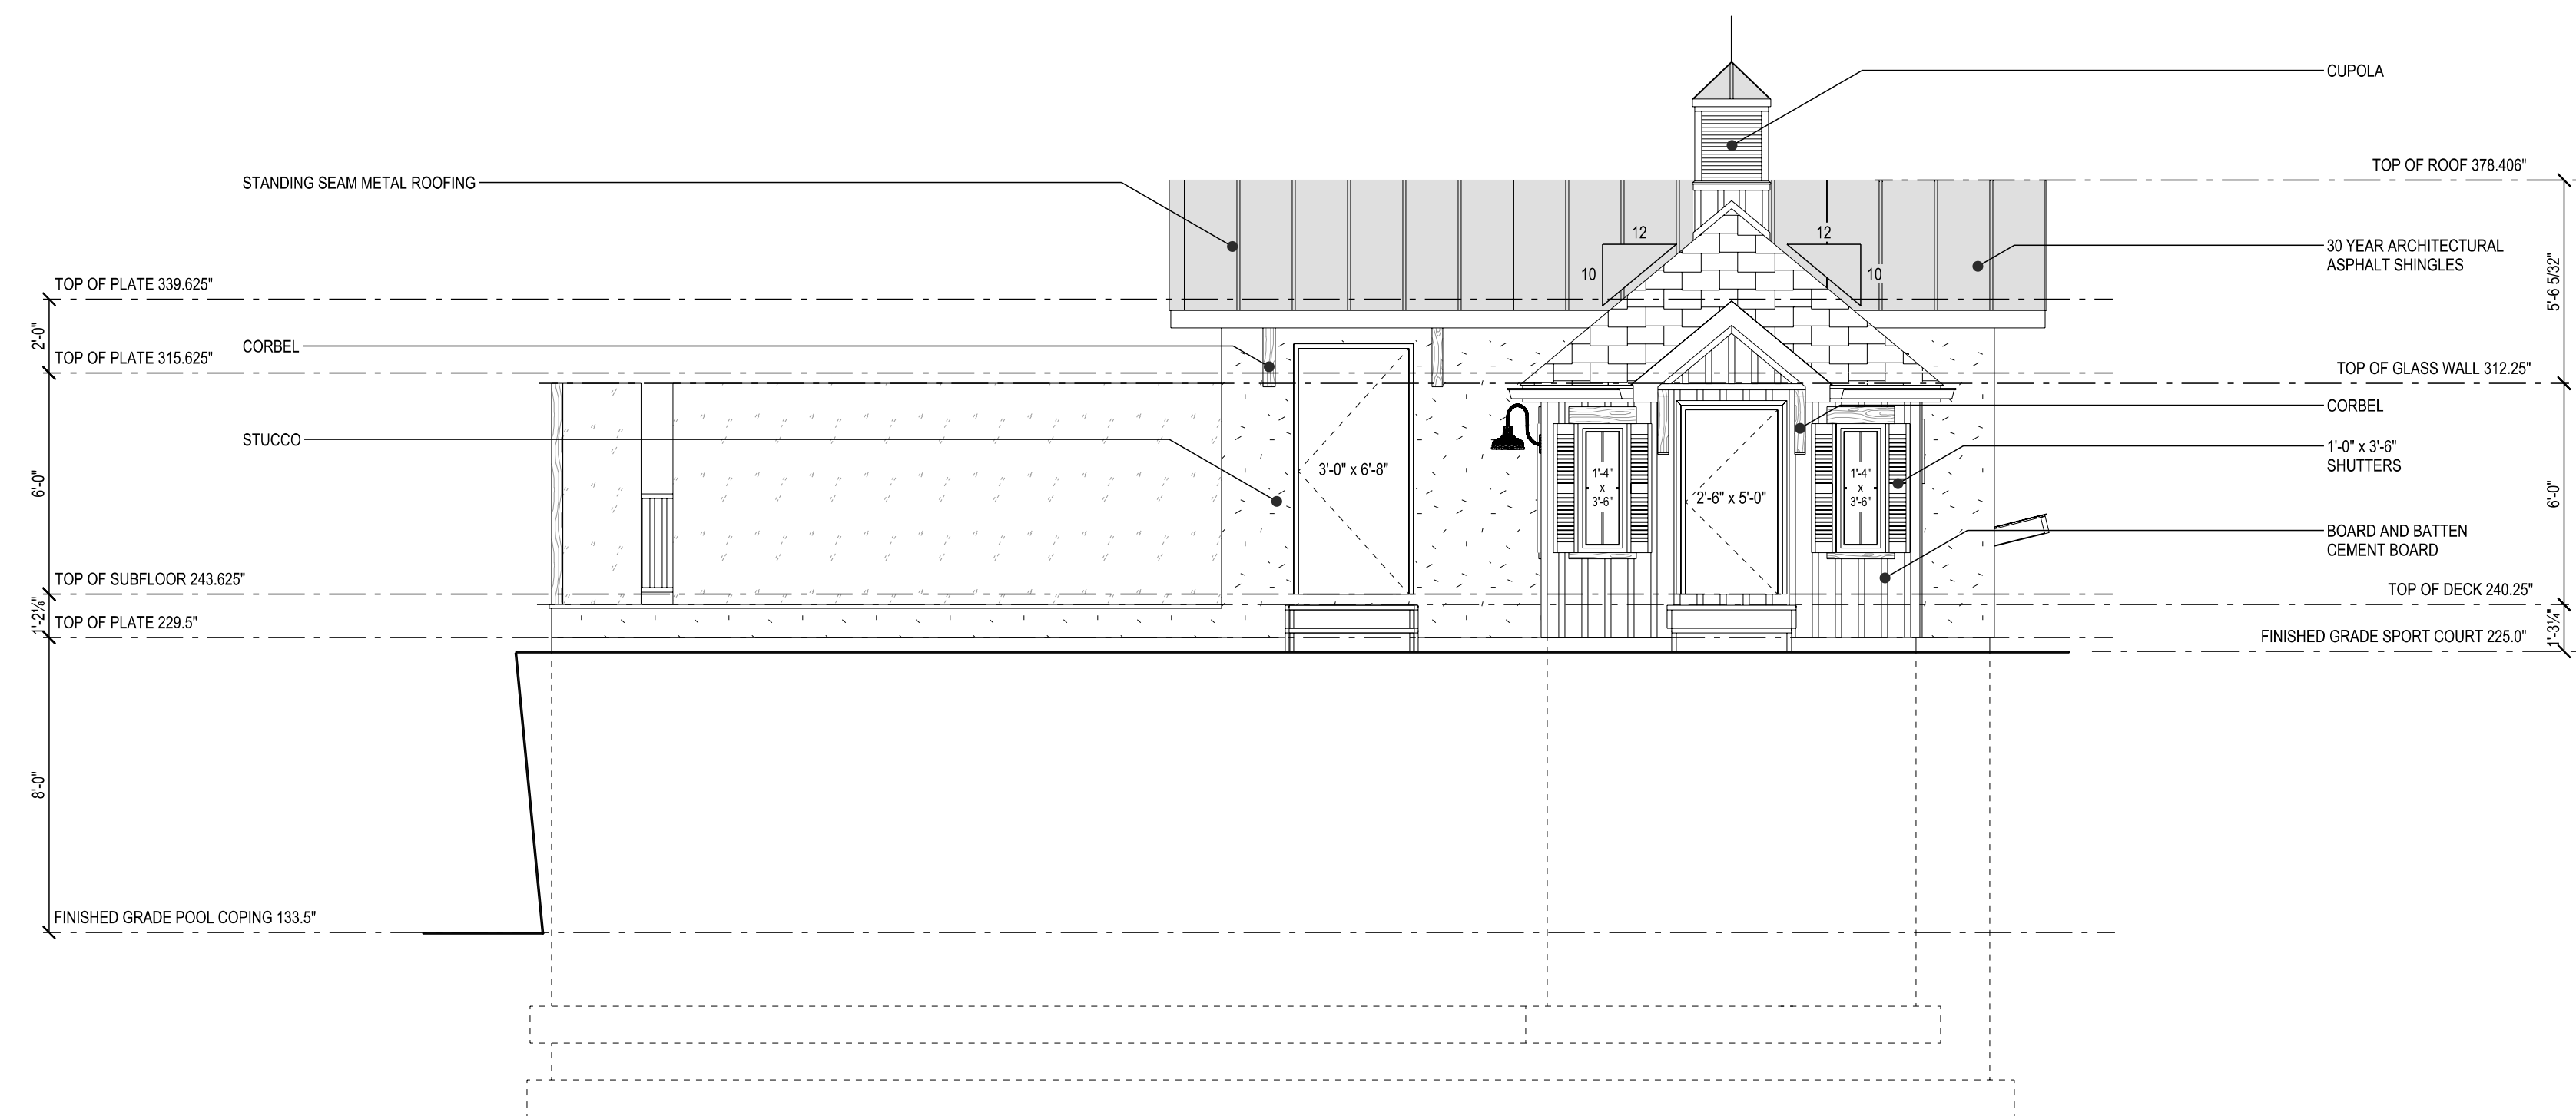 CUPOLA
TOP OF ROOF 378.406"
STANDING SEAM METAL ROOFING
12
12
30 YEAR ARCHITECTURAL
ASPHALT SHINGLES
10
10
5'-6 5/32"
TOP OF PLATE 339.625"
2'-0"
CORBEL
TOP OF PLATE 315.625"
TOP OF GLASS WALL 312.25"
CORBEL
STUCCO
1'-0" x 3'-6"
SHUTTERS
3'-0" x 6'-8"
1'-4"
x
3'-6"
2'-6" x 5'-0"
1'-4"
x
3'-6"
6'-0"
6'-0"
BOARD AND BATTEN
CEMENT BOARD
TOP OF SUBFLOOR 243.625"
TOP OF DECK 240.25"
1'-2⅛"
TOP OF PLATE 229.5"
FINISHED GRADE SPORT COURT 225.0"
1'-3¼"
8'-0"
FINISHED GRADE POOL COPING 133.5"